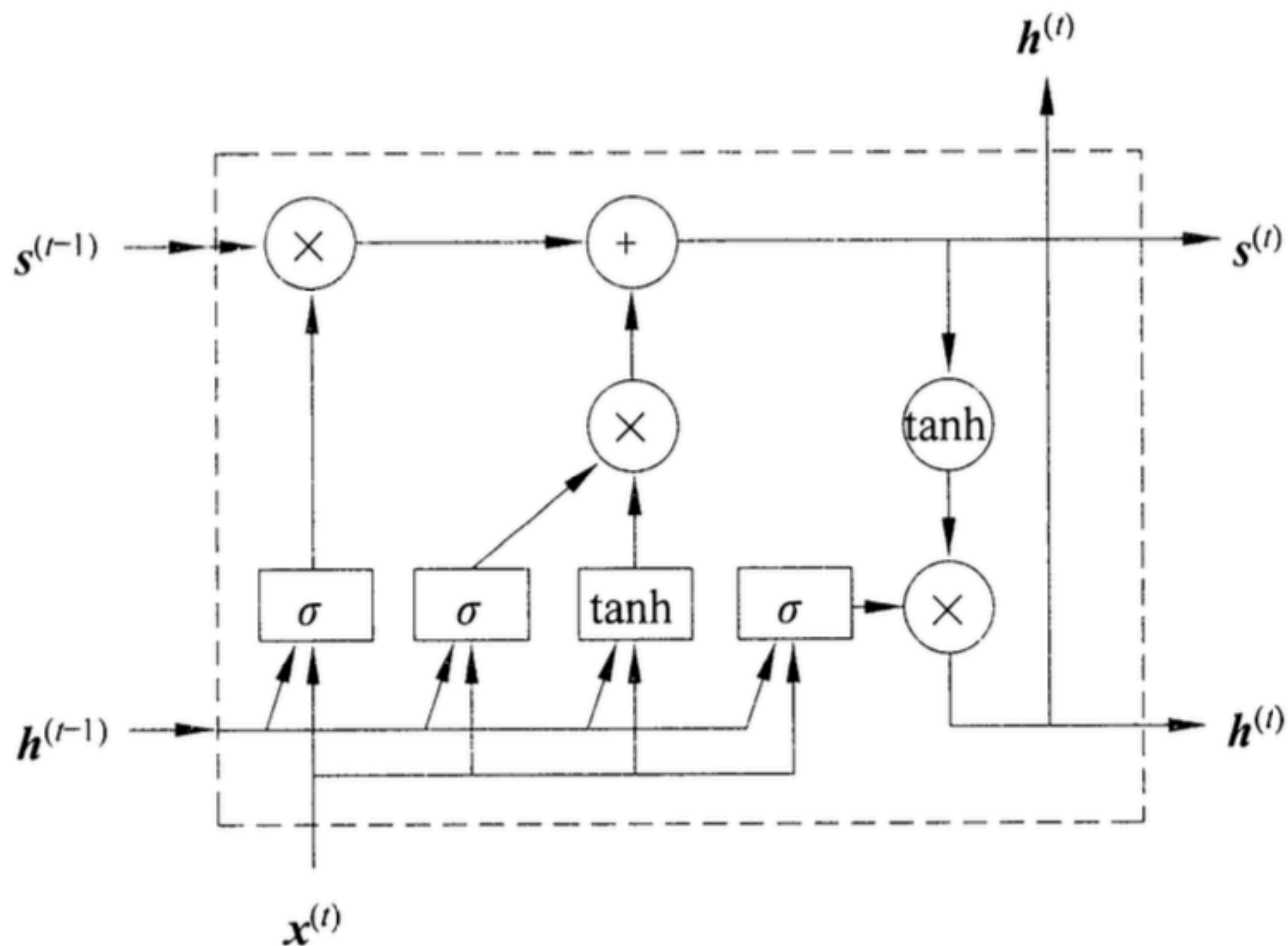 h^(t)
s^(t−1) × + s^(t)
× tanh
σ σ tanh σ ×
h^(t−1) h^(t)
x^(t)